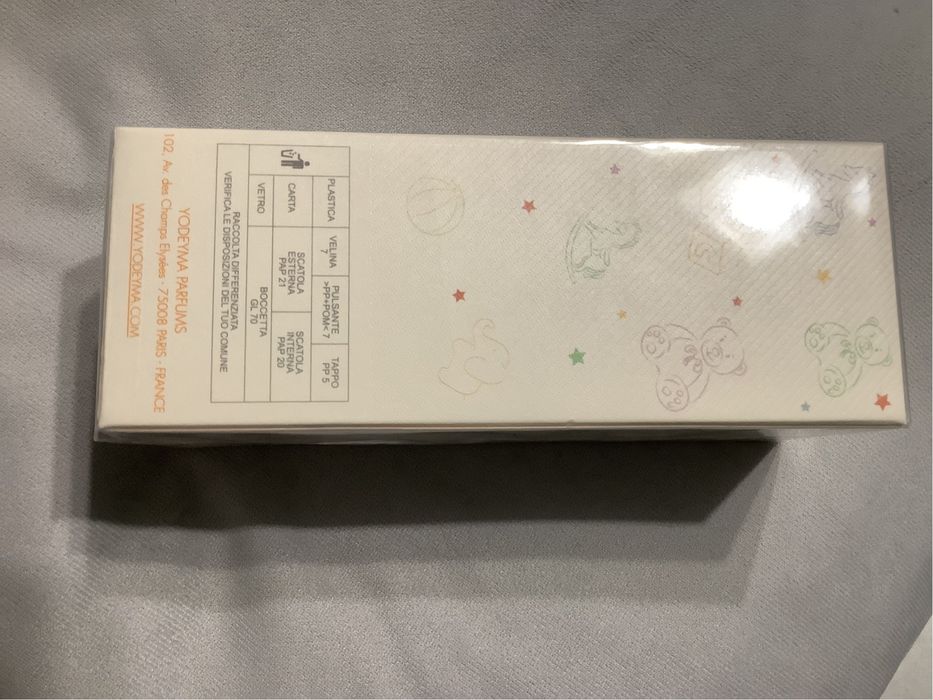 PLASTICA
VELINA
7
PULSANTE
>PP+POM< 7
TAPPO
PP 5
CARTA
SCATOLA
ESTERNA
PAP 21
SCATOLA
INTERNA
PAP 20
VETRO
BOCCETTA
GL 70
RACCOLTA DIFFERENZIATA
VERIFICA LE DISPOSIZIONI DEL TUO COMUNE
YODEYMA PARFUMS
102, Av. des Champs Elysées · 75008 PARIS · FRANCE
WWW.YODEYMA.COM